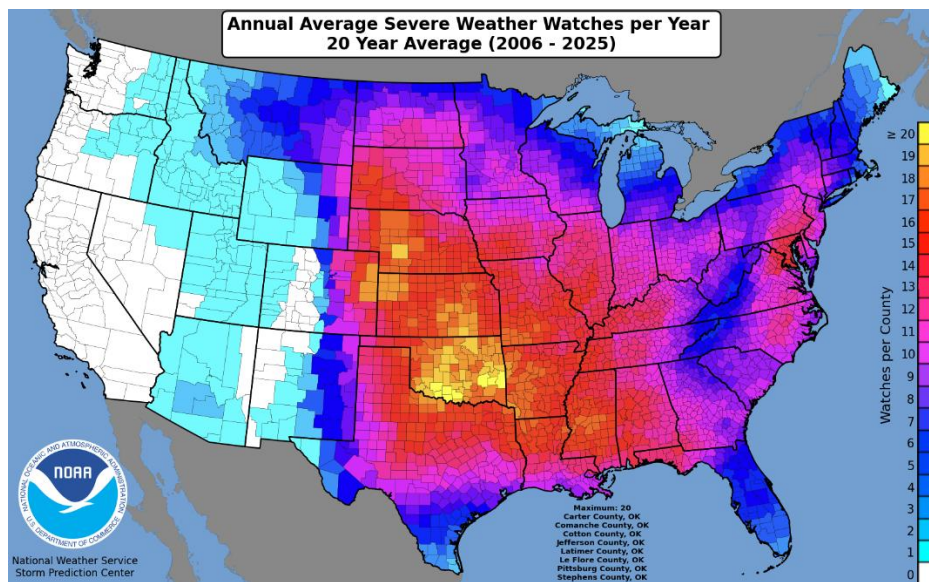 Annual Average Severe Weather Watches per Year
20 Year Average (2006 - 2025)
≥ 20
19
18
17
16
15
14
13
12
11
10
9
8
7
6
5
4
3
2
1
0
Watches per County
NATIONAL OCEANIC AND ATMOSPHERIC ADMINISTRATION
NOAA
U.S. DEPARTMENT OF COMMERCE
National Weather Service
Storm Prediction Center
Maximum: 20
Carter County, OK
Comanche County, OK
Cotton County, OK
Jefferson County, OK
Latimer County, OK
Le Flore County, OK
Pittsburg County, OK
Stephens County, OK